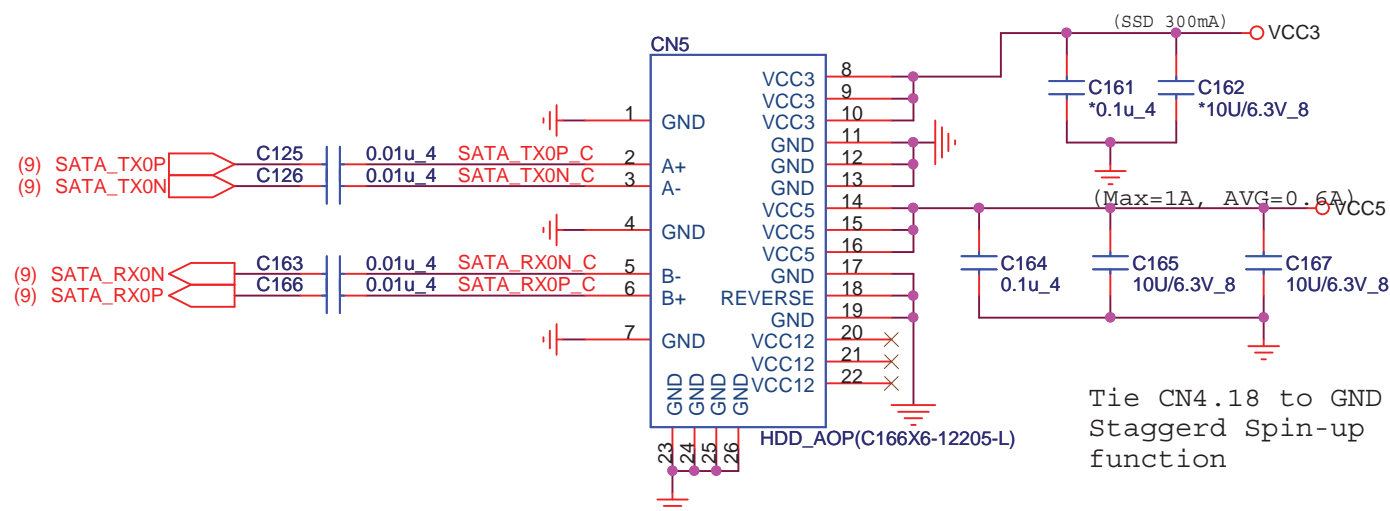 (SSD 300mA)
VCC3
CN5
C161
*0.1u_4
C162
*10U/6.3V_8
8 VCC3
9 VCC3
10 VCC3
11 GND
12 GND
13 GND
14 VCC5
15 VCC5
16 VCC5
17 GND
18 REVERSE
19 GND
20 VCC12
21 VCC12
22 VCC12
1 GND
(9) SATA_TX0P C125 0.01u_4 SATA_TX0P_C 2 A+
(9) SATA_TX0N C126 0.01u_4 SATA_TX0N_C 3 A-
4 GND
(9) SATA_RX0N C163 0.01u_4 SATA_RX0N_C 5 B-
(9) SATA_RX0P C166 0.01u_4 SATA_RX0P_C 6 B+
7 GND
GND GND GND GND
23 24 25 26
HDD_AOP(C166X6-12205-L)
(Max=1A, AVG=0.6A)
VCC5
C164
0.1u_4
C165
10U/6.3V_8
C167
10U/6.3V_8
Tie CN4.18 to GND
Staggerd Spin-up
function